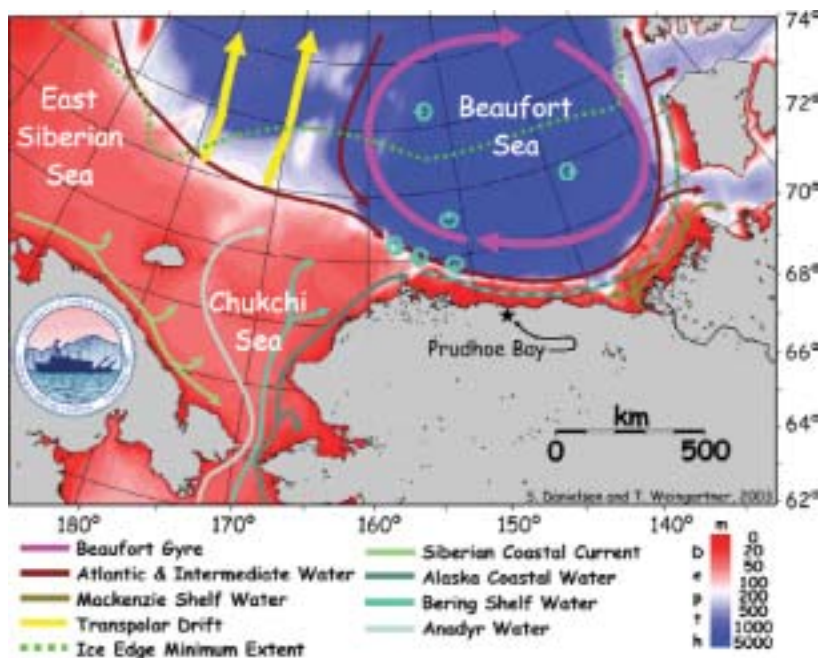 74°
72°
70°
68°
66°
64°
62°
East
Siberian
Sea
Beaufort
Sea
Chukchi
Sea
Prudhoe Bay
km
0 500
S. Danielsen and T. Weingartner, 2003
180° 170° 160° 150° 140°
Beaufort Gyre
Atlantic & Intermediate Water
Mackenzie Shelf Water
Transpolar Drift
Ice Edge Minimum Extent
Siberian Coastal Current
Alaska Coastal Water
Bering Shelf Water
Anadyr Water
Depth
m
0
20
50
100
200
500
1000
5000